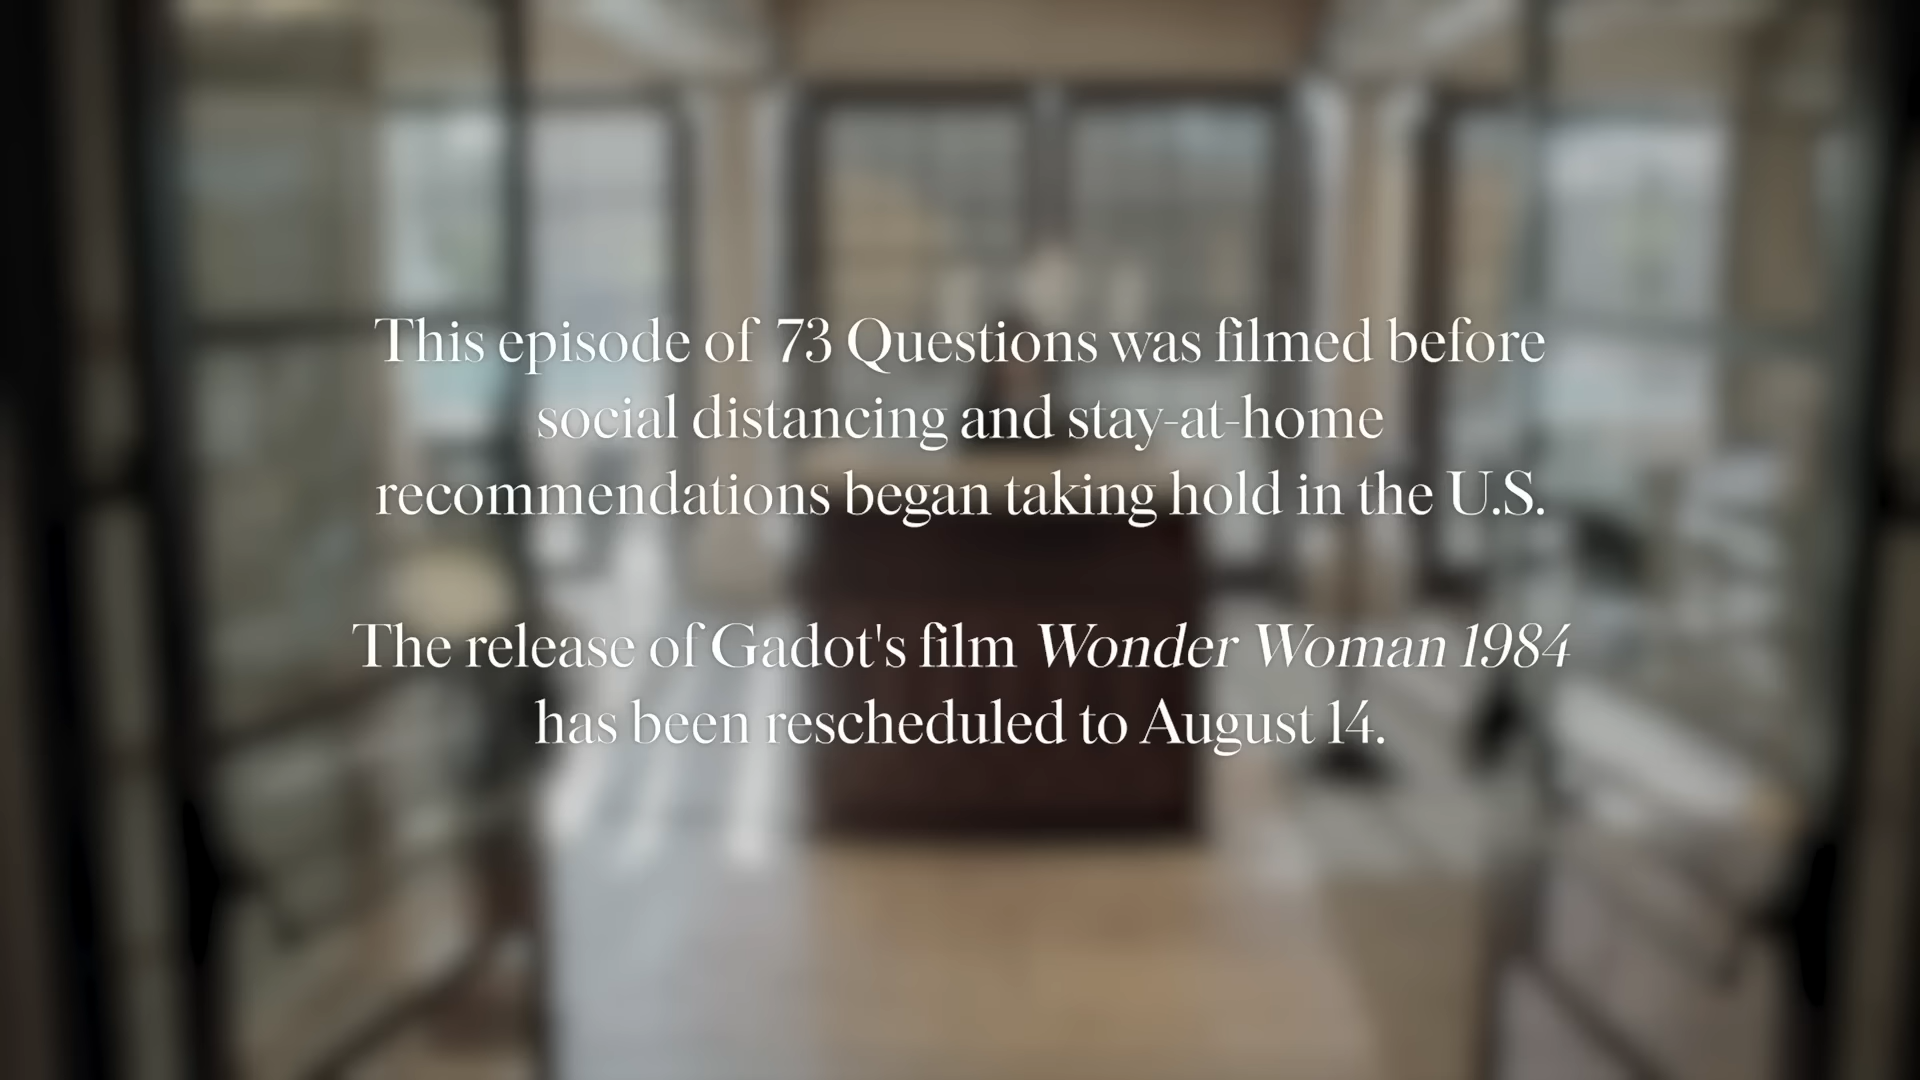 This episode of 73 Questions was filmed before
social distancing and stay-at-home
recommendations began taking hold in the U.S.
The release of Gadot's film Wonder Woman 1984
has been rescheduled to August 14.